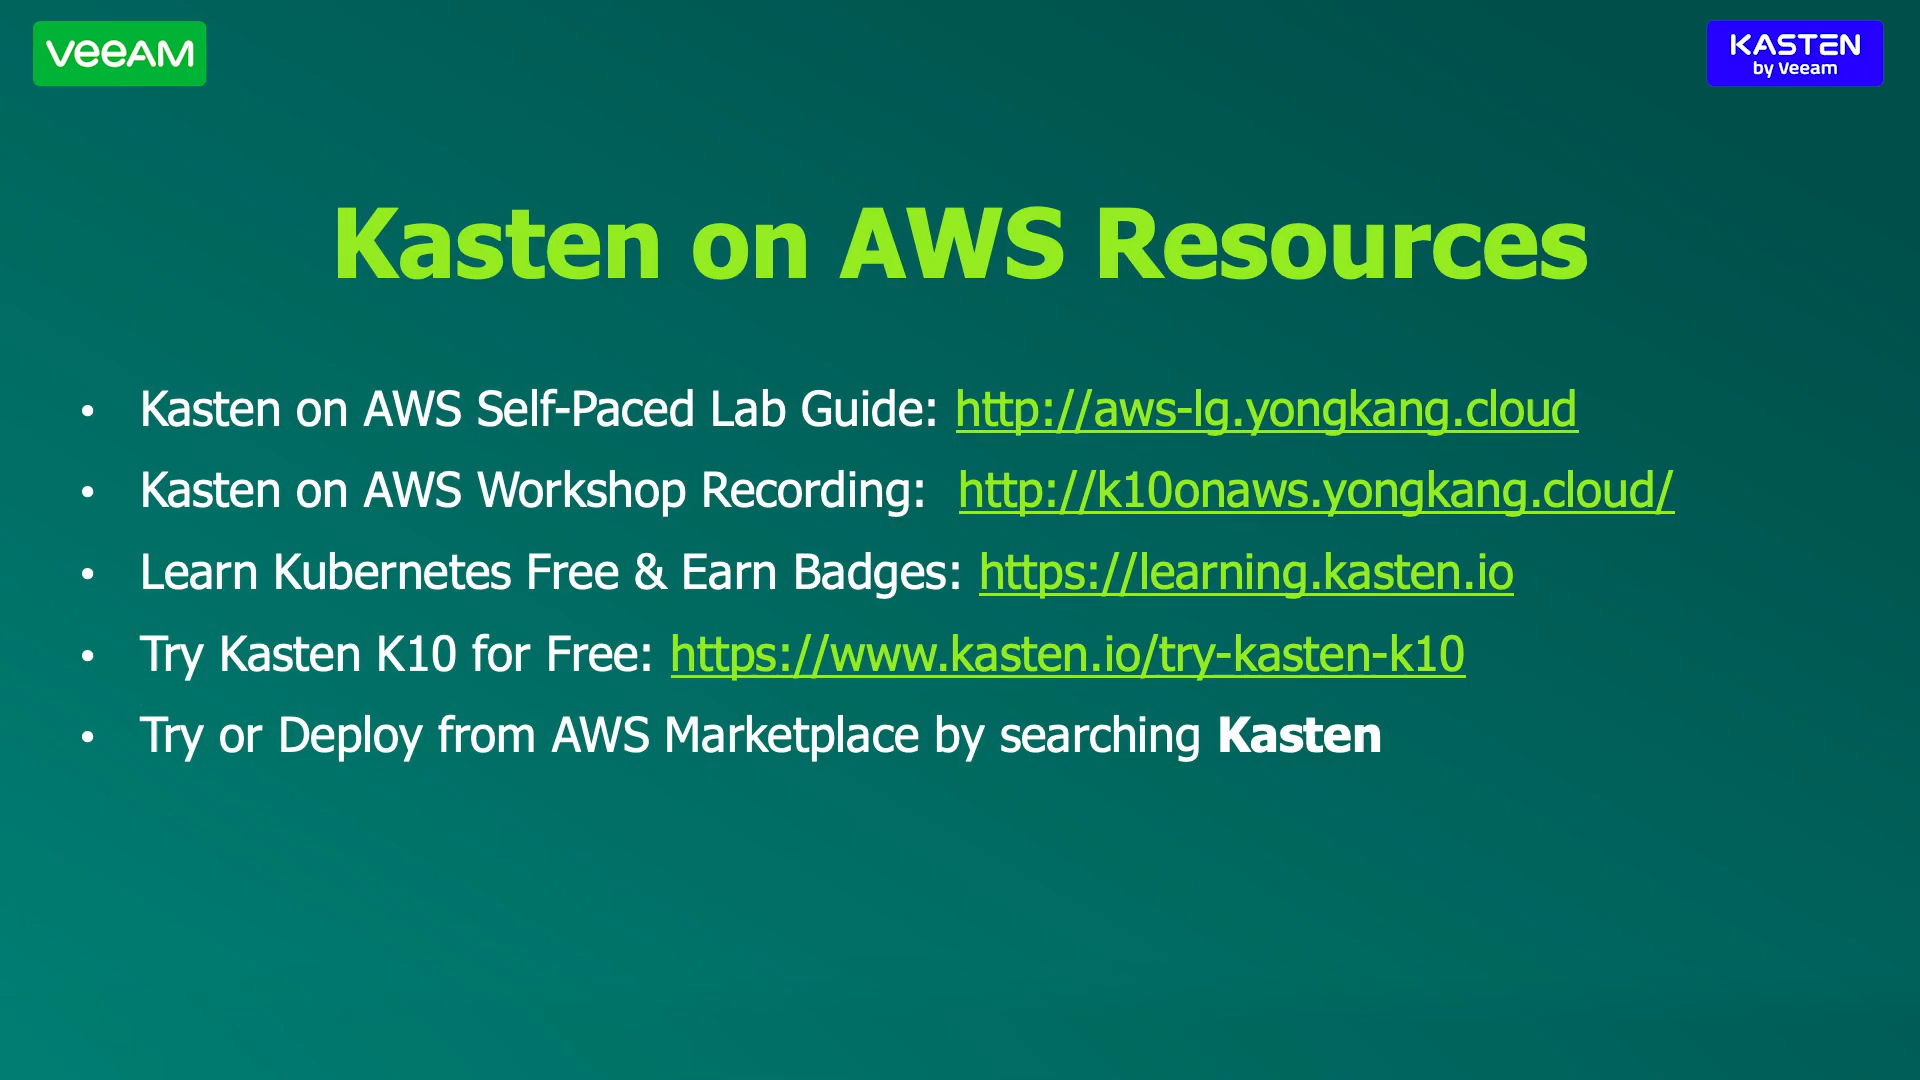 VEEAM
KASTEN
by Veeam
Kasten on AWS Resources
• Kasten on AWS Self-Paced Lab Guide: http://aws-lg.yongkang.cloud
• Kasten on AWS Workshop Recording:  http://k10onaws.yongkang.cloud/
• Learn Kubernetes Free & Earn Badges: https://learning.kasten.io
• Try Kasten K10 for Free: https://www.kasten.io/try-kasten-k10
• Try or Deploy from AWS Marketplace by searching Kasten